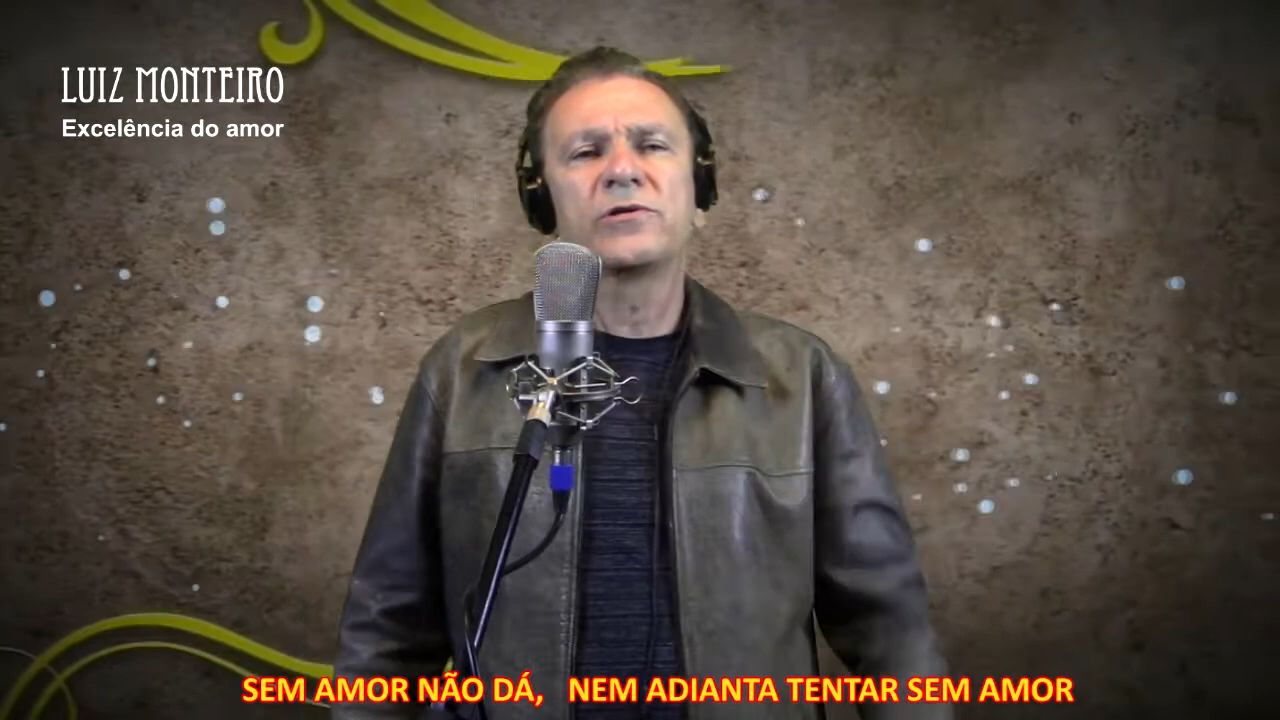 LUIZ MONTEIRO
Excelência do amor
SEM AMOR NÃO DÁ, NEM ADIANTA TENTAR SEM AMOR